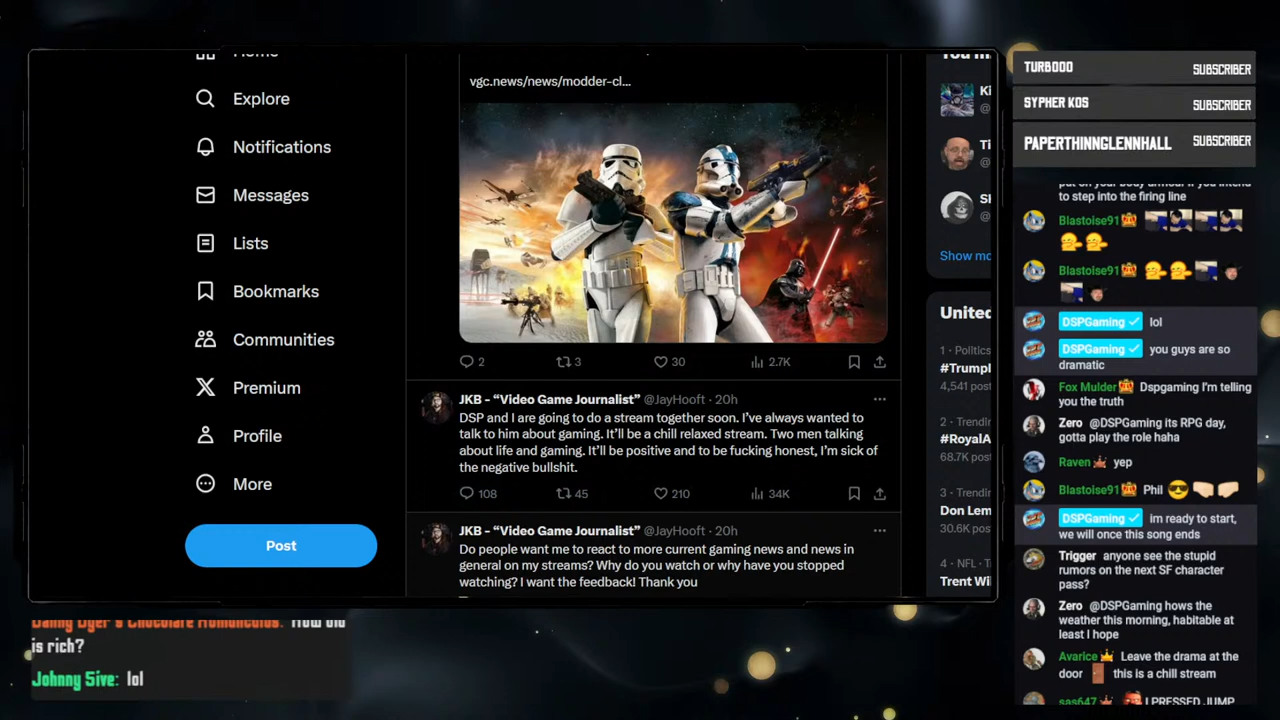 Home
Explore
Notifications
Messages
Lists
Bookmarks
Communities
Premium
Profile
More
Post
vgc.news/news/modder-cl...
2 3 30 2.7K
JKB - “Video Game Journalist” @JayHooft · 20h
DSP and I are going to do a stream together soon. I’ve always wanted to
talk to him about gaming. It’ll be a chill relaxed stream. Two men talking
about life and gaming. It’ll be positive and to be fucking honest, I’m sick of
the negative bullshit.
108 45 210 34K
JKB - “Video Game Journalist” @JayHooft · 20h
Do people want me to react to more current gaming news and news in
general on my streams? Why do you watch or why have you stopped
watching? I want the feedback! Thank you
Ki
@
Ti
@
@
Show mo
United
1 · Politics
#Trump
4,541 post
2 · Trendin
#RoyalA
68.7K post
3 · Trendin
Don Lem
30.6K pos
4 · NFL · T
Trent Wi
TURBOOO SUBSCRIBER
SYPHER KDS SUBSCRIBER
PAPERTHINNGLENNHALL SUBSCRIBER
put on your body armour if you intend
to step into the firing line
Blastoise91
Blastoise91
DSPGaming lol
DSPGaming you guys are so
dramatic
Fox Mulder Dspgaming I'm telling
you the truth
Zero @DSPGaming its RPG day,
gotta play the role haha
Raven yep
Blastoise91 Phil
DSPGaming im ready to start,
we will once this song ends
Trigger anyone see the stupid
rumors on the next SF character
pass?
Zero @DSPGaming hows the
weather this morning, habitable at
least I hope
Avarice Leave the drama at the
door this is a chill stream
sas647 I PRESSED JUMP
Danny Dyer's Chocolate Homunculus: How old
is rich?
Johnny 5ive: lol